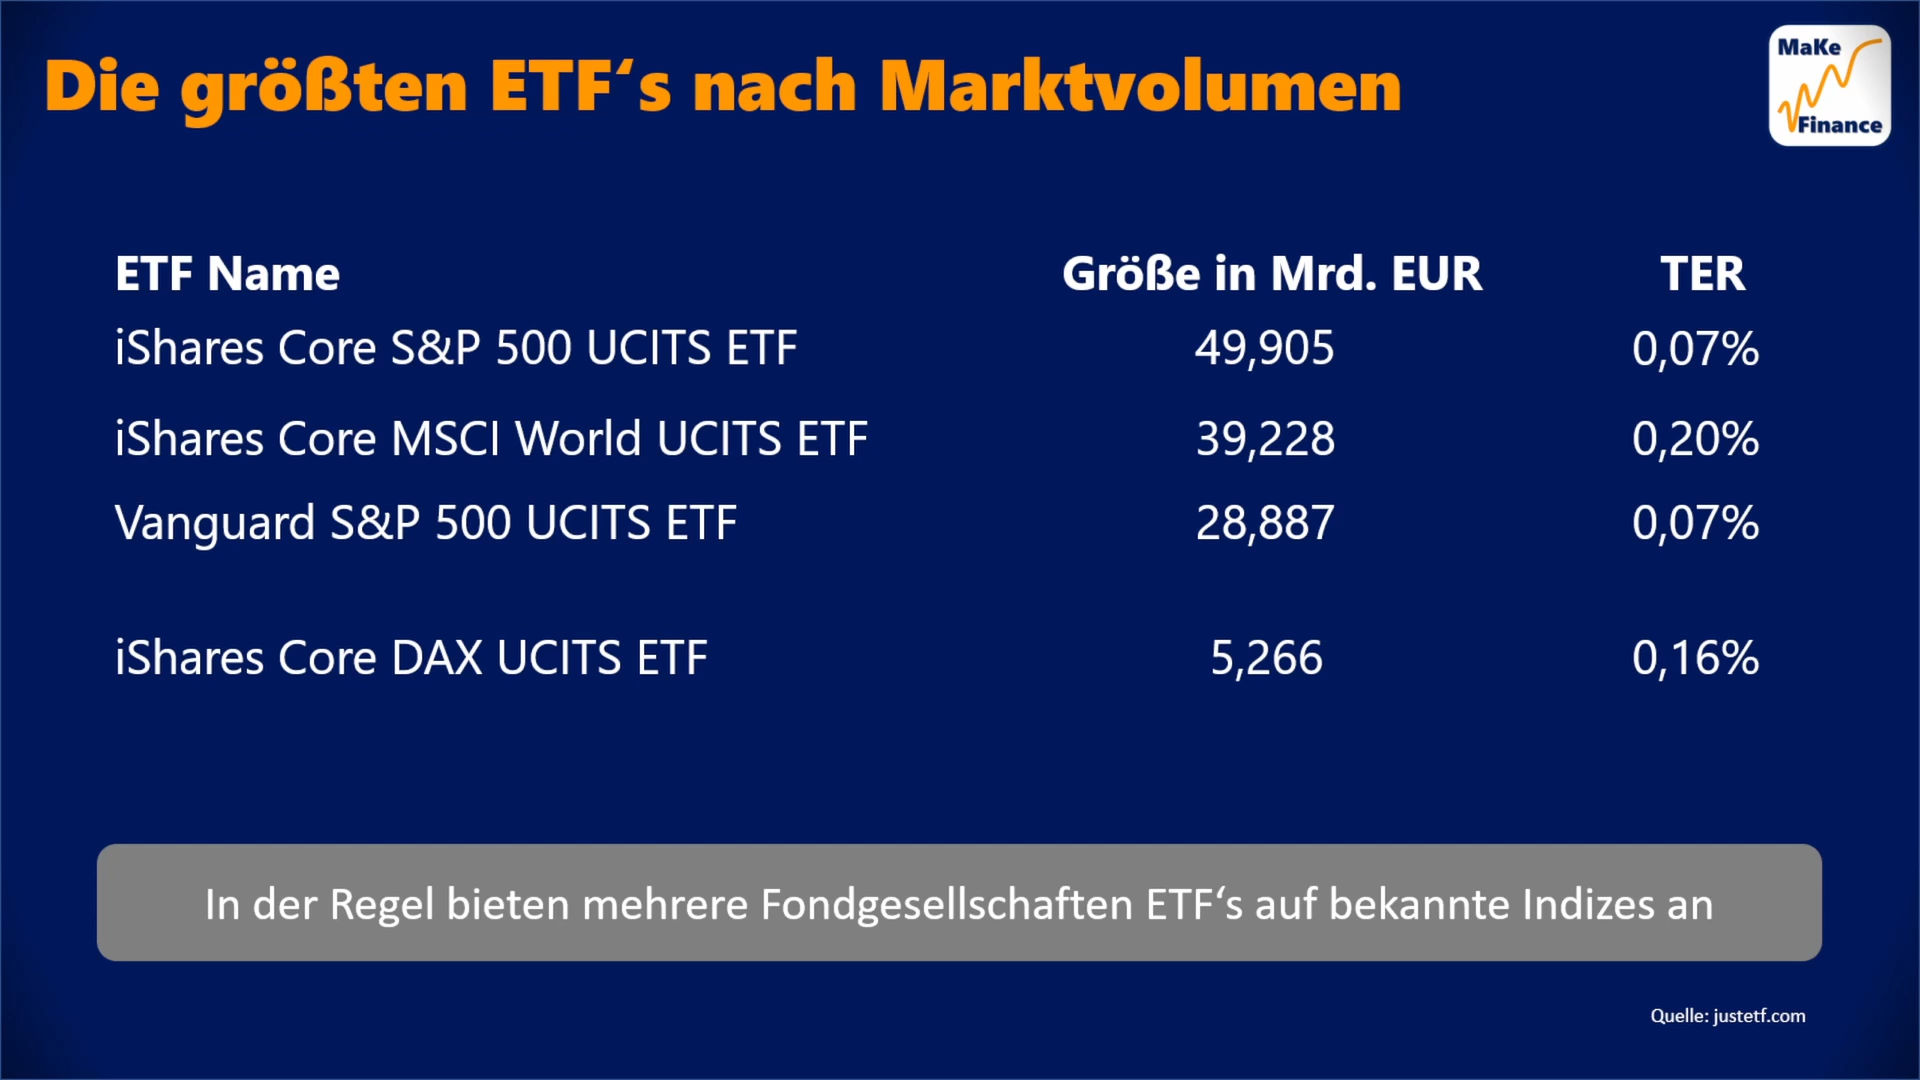 Die größten ETF‘s nach Marktvolumen
MaKe
Finance
ETF Name Größe in Mrd. EUR TER
iShares Core S&P 500 UCITS ETF 49,905 0,07%
iShares Core MSCI World UCITS ETF 39,228 0,20%
Vanguard S&P 500 UCITS ETF 28,887 0,07%
iShares Core DAX UCITS ETF 5,266 0,16%
In der Regel bieten mehrere Fondgesellschaften ETF‘s auf bekannte Indizes an
Quelle: justetf.com